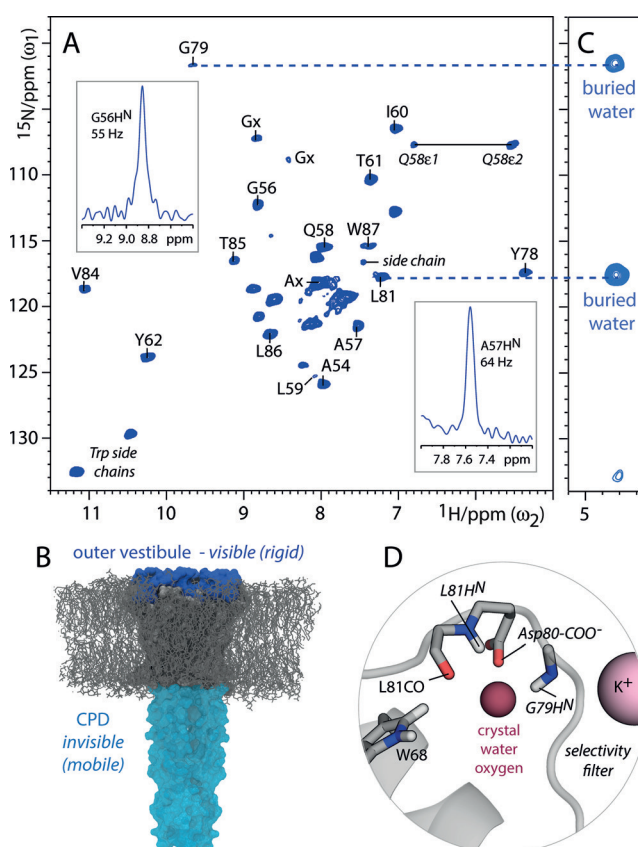 A
C
B
D
G79
buried
water
buried
water
G56Hᴺ
55 Hz
9.2 9.0 8.8 ppm
Gx
Gx
I60
Q58ε1
Q58ε2
G56
T61
T85
Q58
W87
side chain
Y78
V84
Ax
L81
Y62
L86
A57
L59
A54
A57Hᴺ
64 Hz
7.8 7.6 7.4 ppm
Trp side
chains
¹⁵N/ppm (ω₁)
110
115
120
125
130
11 10 9 8 7
¹H/ppm (ω₂)
5
outer vestibule - visible (rigid)
CPD
invisible
(mobile)
L81Hᴺ
Asp80-COO⁻
L81CO
G79Hᴺ
K⁺
W68
crystal
water
oxygen
selectivity
filter